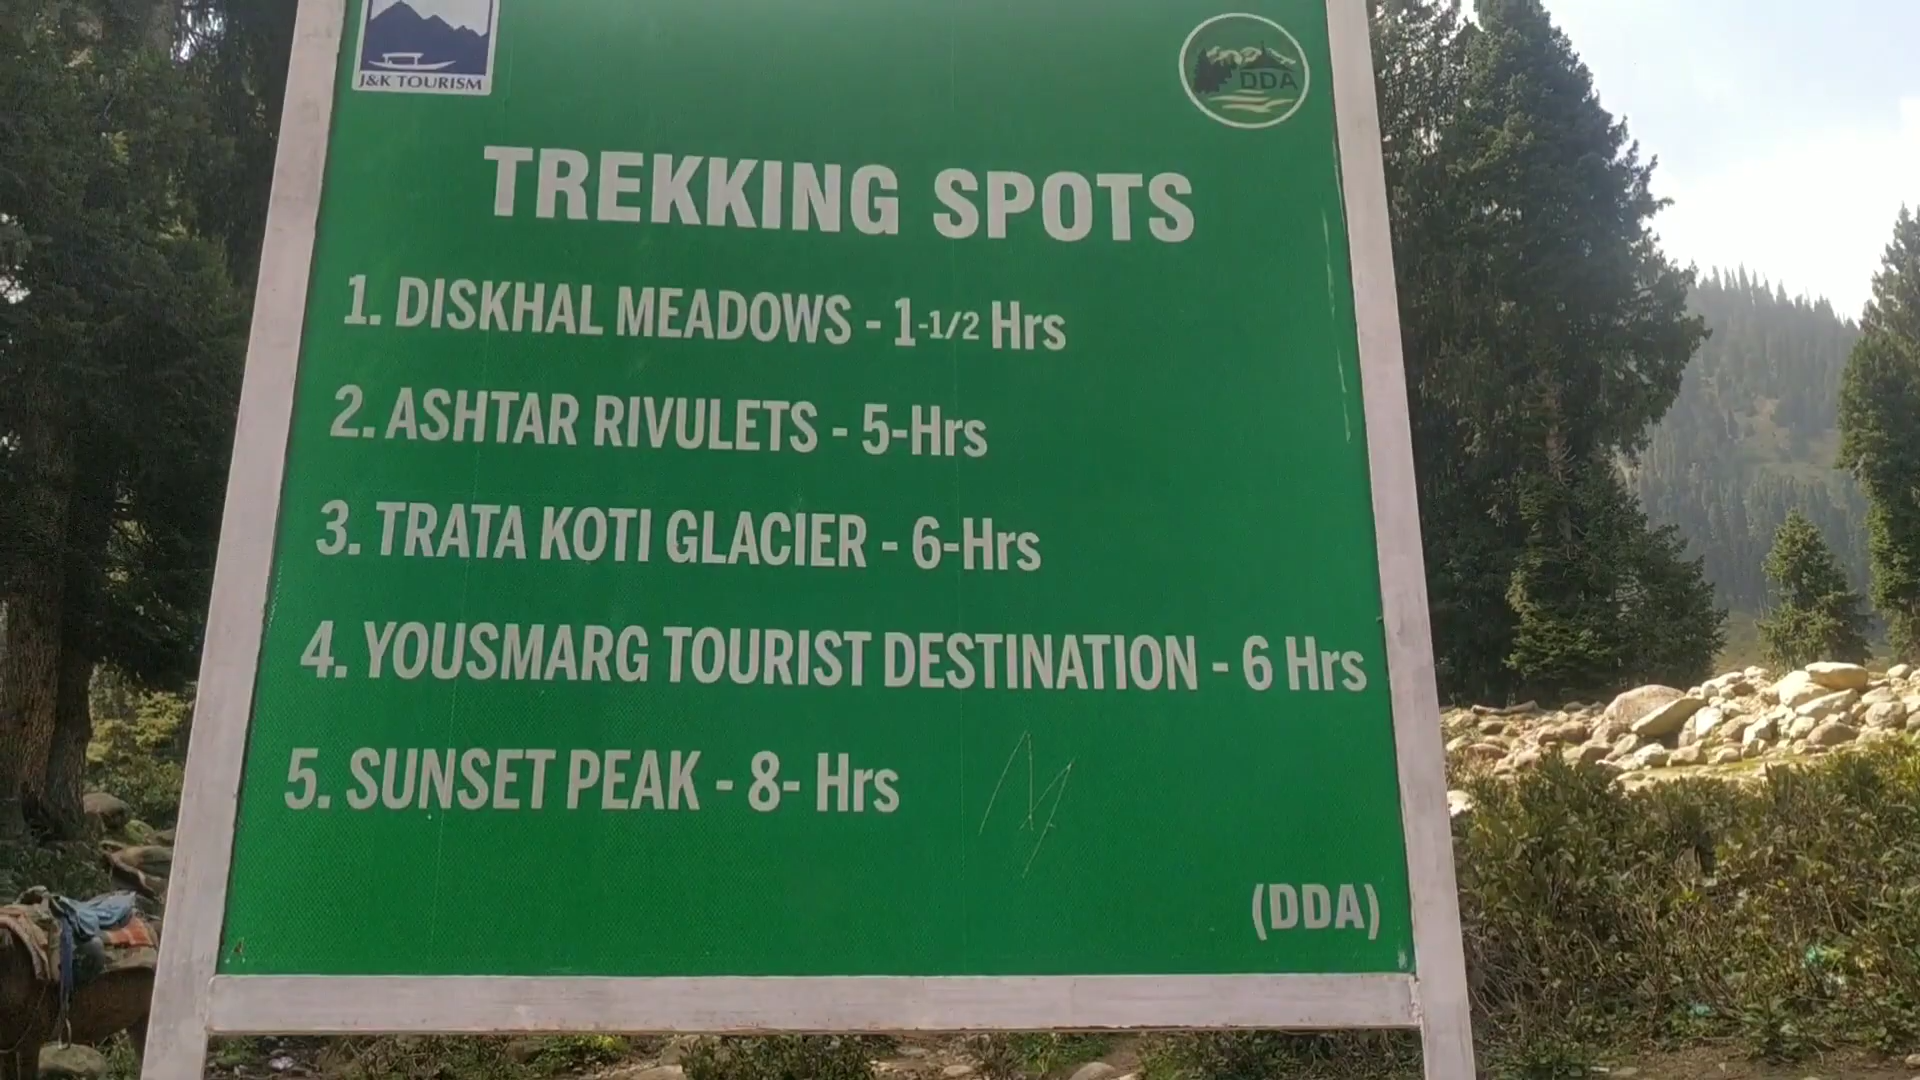 J&K TOURISM
DDA
TREKKING SPOTS
1. DISKHAL MEADOWS - 1-1/2 Hrs
2. ASHTAR RIVULETS - 5-Hrs
3. TRATA KOTI GLACIER - 6-Hrs
4. YOUSMARG TOURIST DESTINATION - 6 Hrs
5. SUNSET PEAK - 8- Hrs
(DDA)